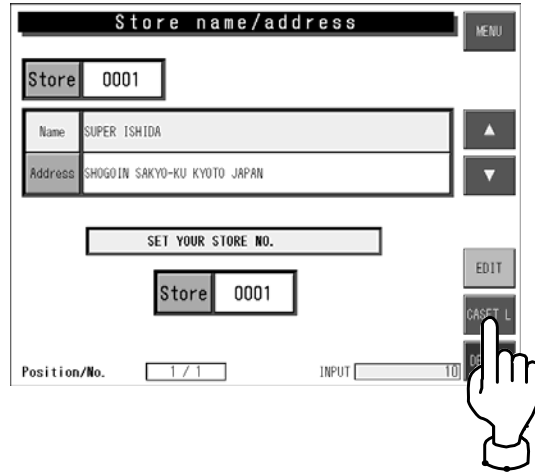 Store name/address
MENU
Store 0001
Name SUPER ISHIDA
▲
Address SHOGOIN SAKYO-KU KYOTO JAPAN
▼
SET YOUR STORE NO.
EDIT
Store 0001
CASET L
Position/No. 1 / 1 INPUT 10